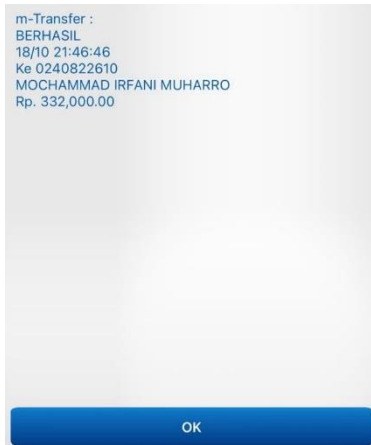 m-Transfer :
BERHASIL
18/10 21:46:46
Ke 0240822610
MOCHAMMAD IRFANI MUHARRO
Rp. 332,000.00
OK